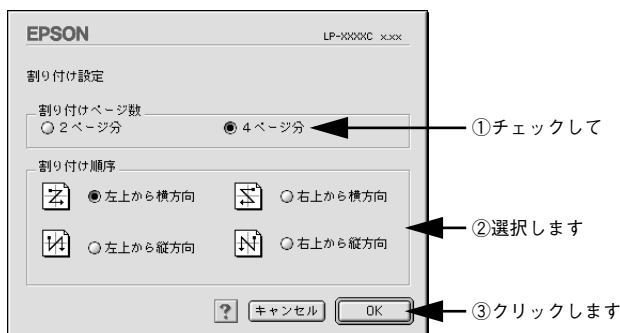 EPSON LP-XXXXC x.xx
割り付け設定
割り付けページ数
2ページ分 4ページ分 ①チェックして
割り付け順序
左上から横方向 右上から横方向
②選択します
左上から縦方向 右上から縦方向
? キャンセル OK ③クリックします